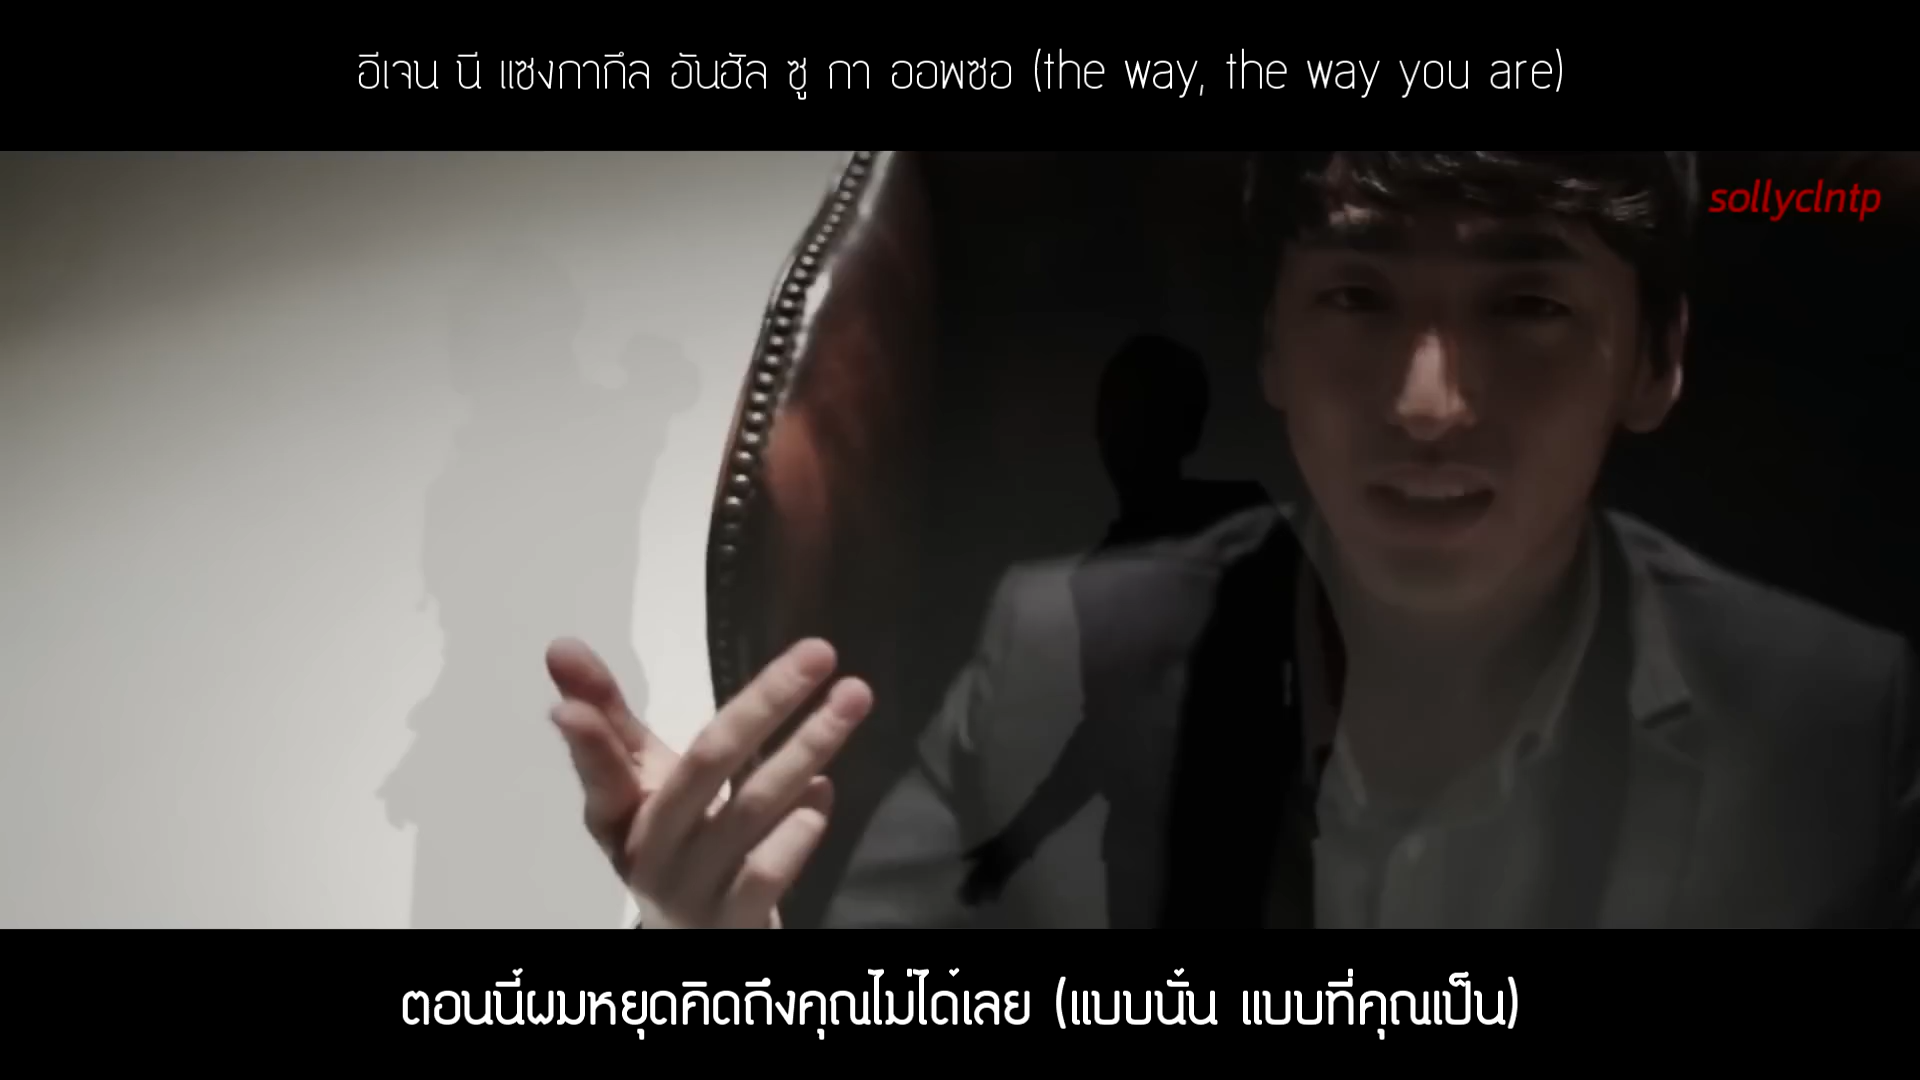 อีเจน นี แซงกากึล อันฮัล ซู กา ออพซอ (the way, the way you are)
sollyclntp
ตอนนี้ผมหยุดคิดถึงคุณไม่ได้เลย (แบบนั้น แบบที่คุณเป็น)